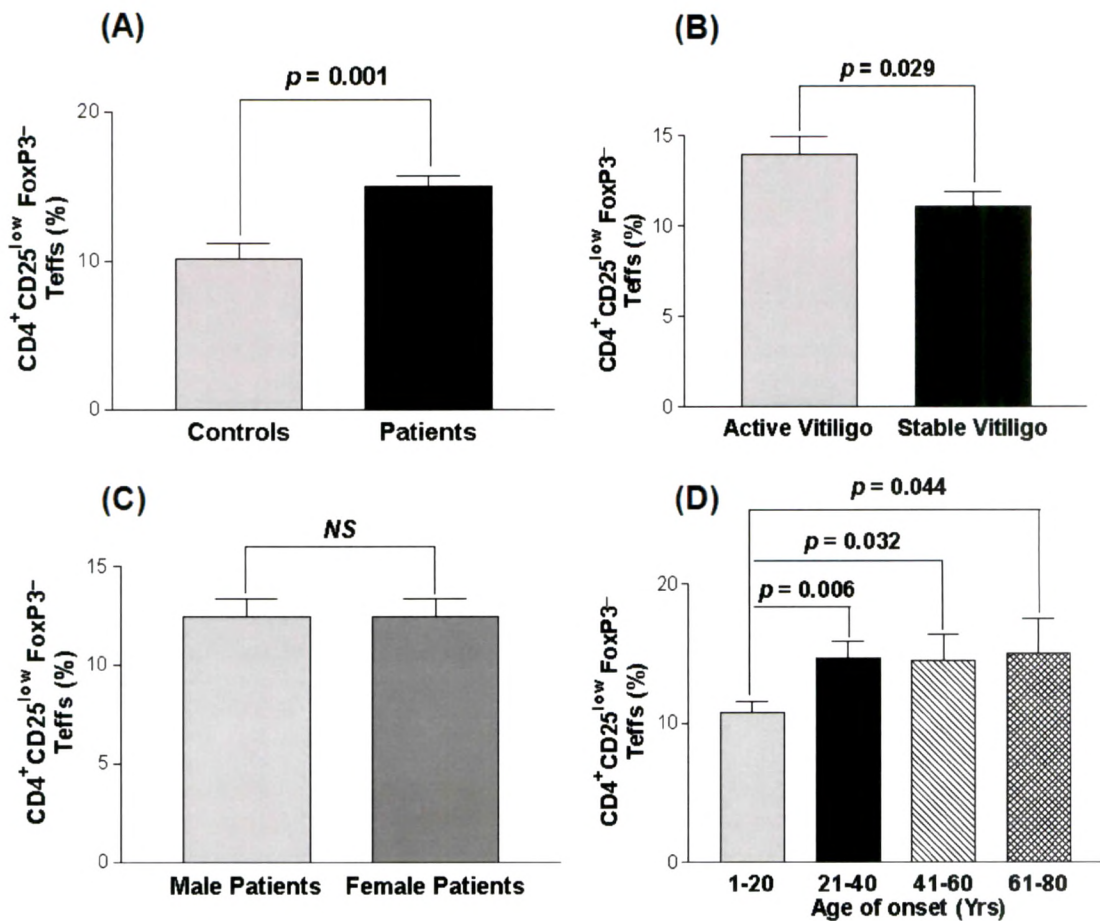 (A)
p = 0.001
CD4⁺CD25ˡᵒʷ FoxP3⁻
Teffs (%)
20
10
0
Controls Patients
(B)
p = 0.029
CD4⁺CD25ˡᵒʷ FoxP3⁻
Teffs (%)
15
10
5
0
Active Vitiligo Stable Vitiligo
(C)
NS
CD4⁺CD25ˡᵒʷ FoxP3⁻
Teffs (%)
15
10
5
0
Male Patients Female Patients
(D)
p = 0.044
p = 0.032
p = 0.006
CD4⁺CD25ˡᵒʷ FoxP3⁻
Teffs (%)
20
10
0
1-20 21-40 41-60 61-80
Age of onset (Yrs)